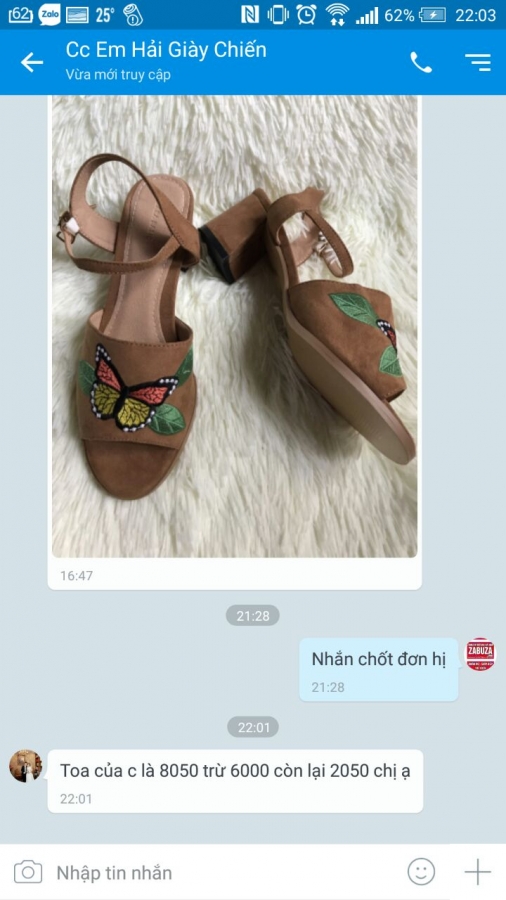 62
Zalo
25°
62%
22:03
Cc Em Hải Giày Chiến
Vừa mới truy cập
16:47
21:28
Nhắn chốt đơn hị
21:28
ZABUZA
22:01
Toa của c là 8050 trừ 6000 còn lại 2050 chị ạ
22:01
Nhập tin nhắn